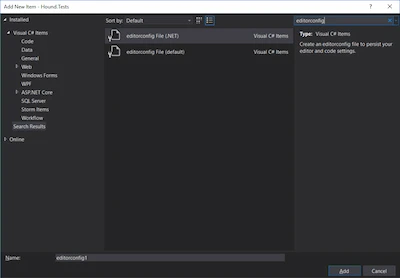 Add New Item - Hound Tests
? ×
Installed
Sort by: Default
editorconfig
Visual C# Items
Code
Data
General
Web
Windows Forms
WPF
ASP.NET Core
SQL Server
Storm Items
Workflow
Search Results
Online
editorconfig File (.NET) Visual C# Items
editorconfig File (default) Visual C# Items
Type: Visual C# Items
Create an editorconfig file to persist your
editor and code settings.
Name: editorconfig1
Add Cancel